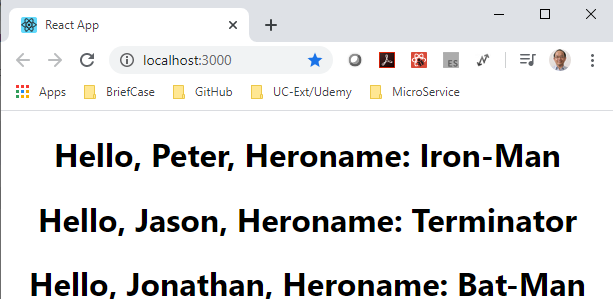 React App
localhost:3000
ES
Apps BriefCase GitHub UC-Ext/Udemy MicroService
Hello, Peter, Heroname: Iron-Man
Hello, Jason, Heroname: Terminator
Hello, Jonathan, Heroname: Bat-Man